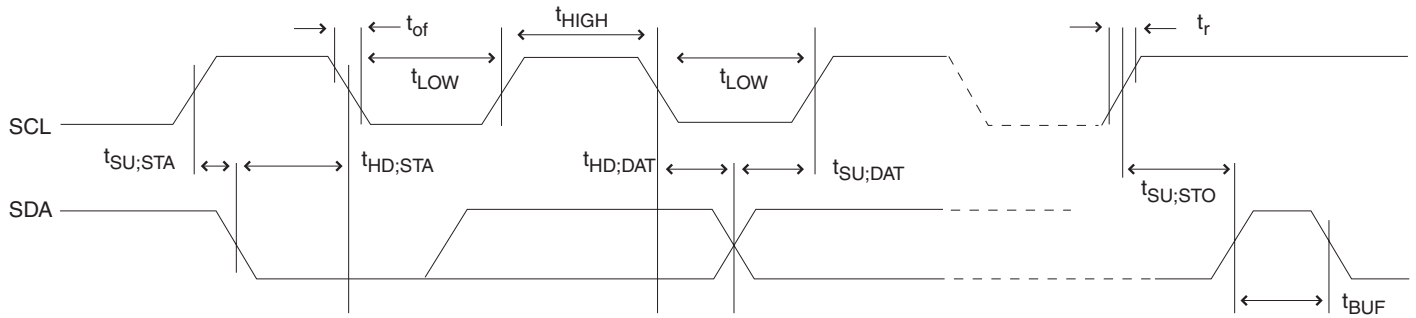 tof
tHIGH
tr
tLOW
tLOW
SCL
tSU;STA
tHD;STA
tHD;DAT
tSU;DAT
tSU;STO
SDA
tBUF